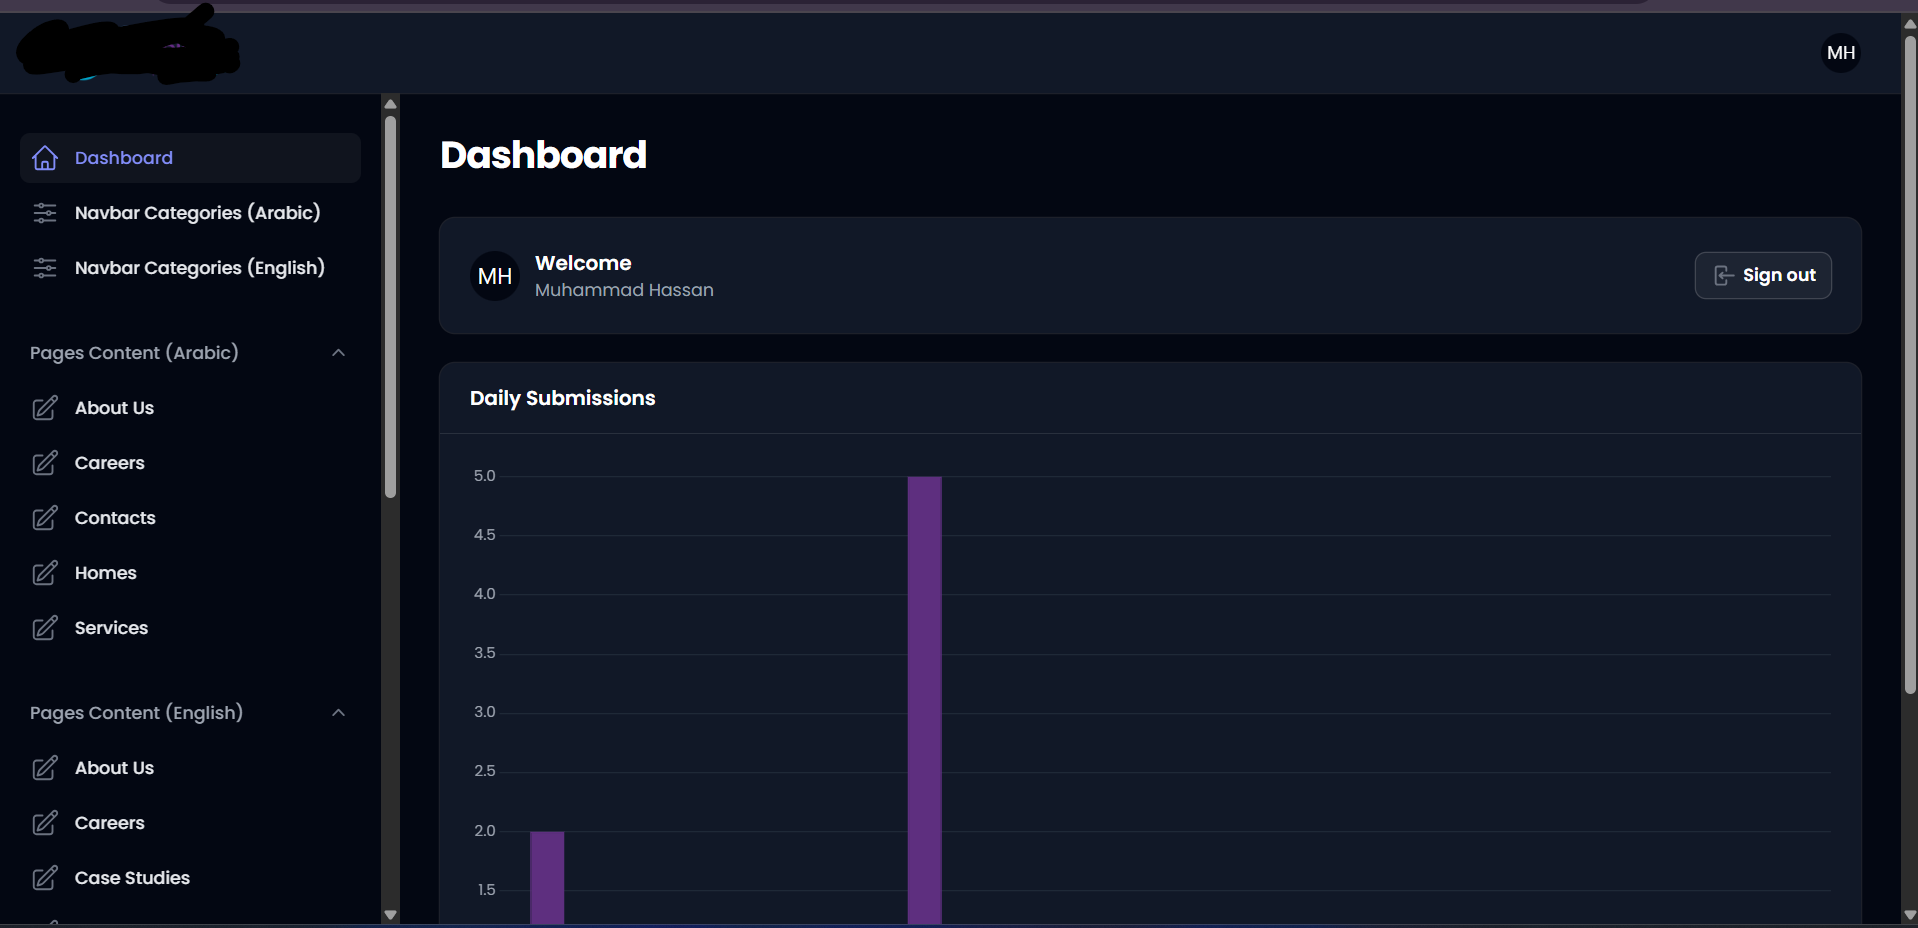 MH
Dashboard
Navbar Categories (Arabic)
Navbar Categories (English)
Pages Content (Arabic)
About Us
Careers
Contacts
Homes
Services
Pages Content (English)
About Us
Careers
Case Studies
Dashboard
MH
Welcome
Muhammad Hassan
Sign out
Daily Submissions
5.0
4.5
4.0
3.5
3.0
2.5
2.0
1.5